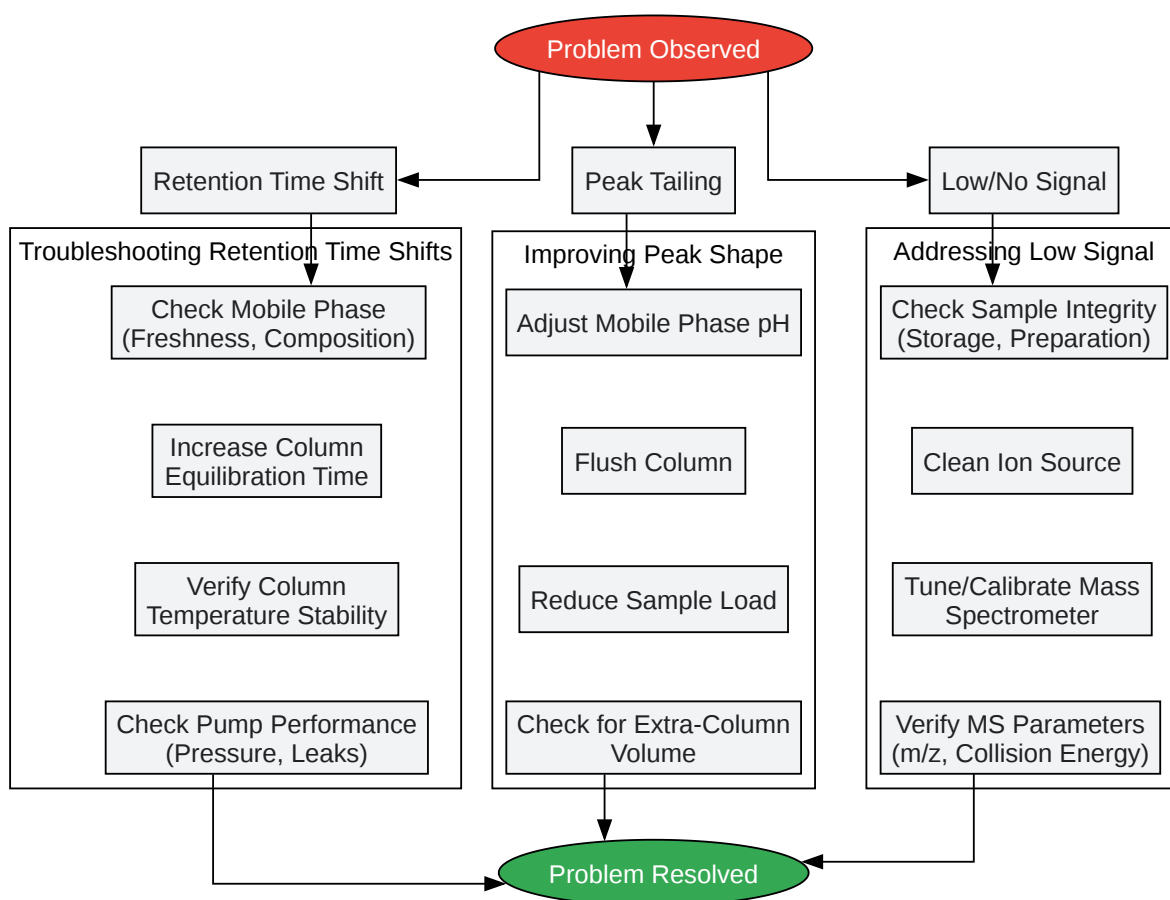 Problem Observed
Retention Time Shift
Peak Tailing
Low/No Signal
Troubleshooting Retention Time Shifts
Check Mobile Phase
(Freshness, Composition)
Increase Column
Equilibration Time
Verify Column
Temperature Stability
Check Pump Performance
(Pressure, Leaks)
Improving Peak Shape
Adjust Mobile Phase pH
Flush Column
Reduce Sample Load
Check for Extra-Column
Volume
Addressing Low Signal
Check Sample Integrity
(Storage, Preparation)
Clean Ion Source
Tune/Calibrate Mass
Spectrometer
Verify MS Parameters
(m/z, Collision Energy)
Problem Resolved